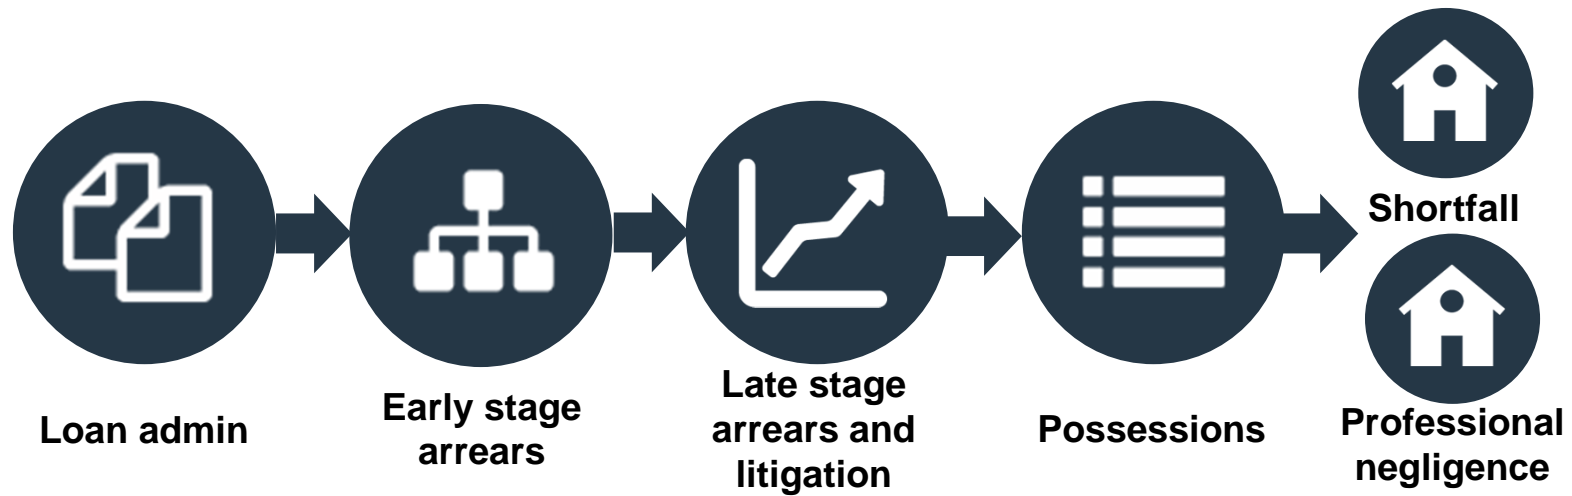 Loan admin
Early stage
arrears
Late stage
arrears and
litigation
Possessions
Shortfall
Professional
negligence